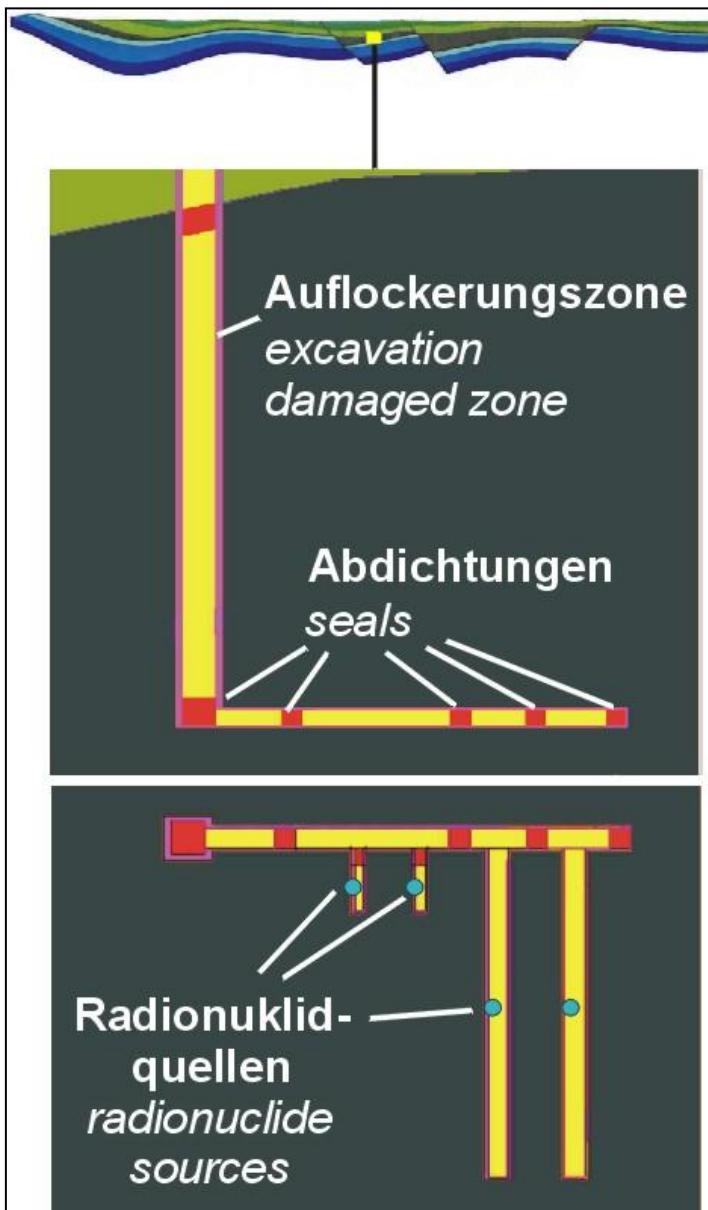 Auflockerungszone
excavation
damaged zone
Abdichtungen
seals
Radionuklid-
quellen
radionuclide
sources